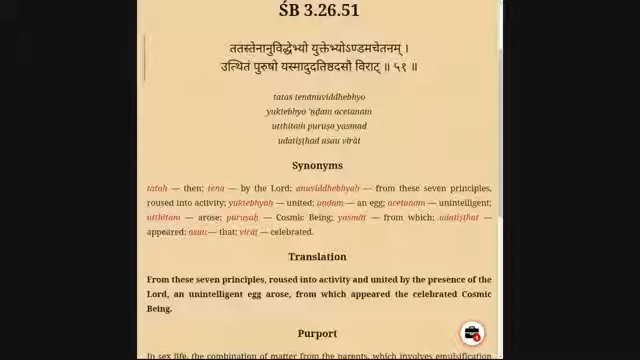 ŚB 3.26.51
ततस्तेनानुविद्धेभ्यो युक्तेभ्योऽण्डमचेतनम् ।
उत्थितं पुरुषो यस्मादुदतिष्ठदसौ विराट् ॥ ५१ ॥
tatas tenānuviddhebhyo
yuktebhyo ’ṇḍam acetanam
utthitaṁ puruṣo yasmād
udatiṣṭhad asau virāṭ
Synonyms
tataḥ — then; tena — by the Lord; anuviddhebhyaḥ — from these seven principles,
roused into activity; yuktebhyaḥ — united; aṇḍam — an egg; acetanam — unintelligent;
utthitam — arose; puruṣaḥ — Cosmic Being; yasmāt — from which; udatiṣṭhat —
appeared; asau — that; virāṭ — celebrated.
Translation
From these seven principles, roused into activity and united by the presence of the
Lord, an unintelligent egg arose, from which appeared the celebrated Cosmic
Being.
Purport
In sex life, the combination of matter from the parents, which involves emulsification